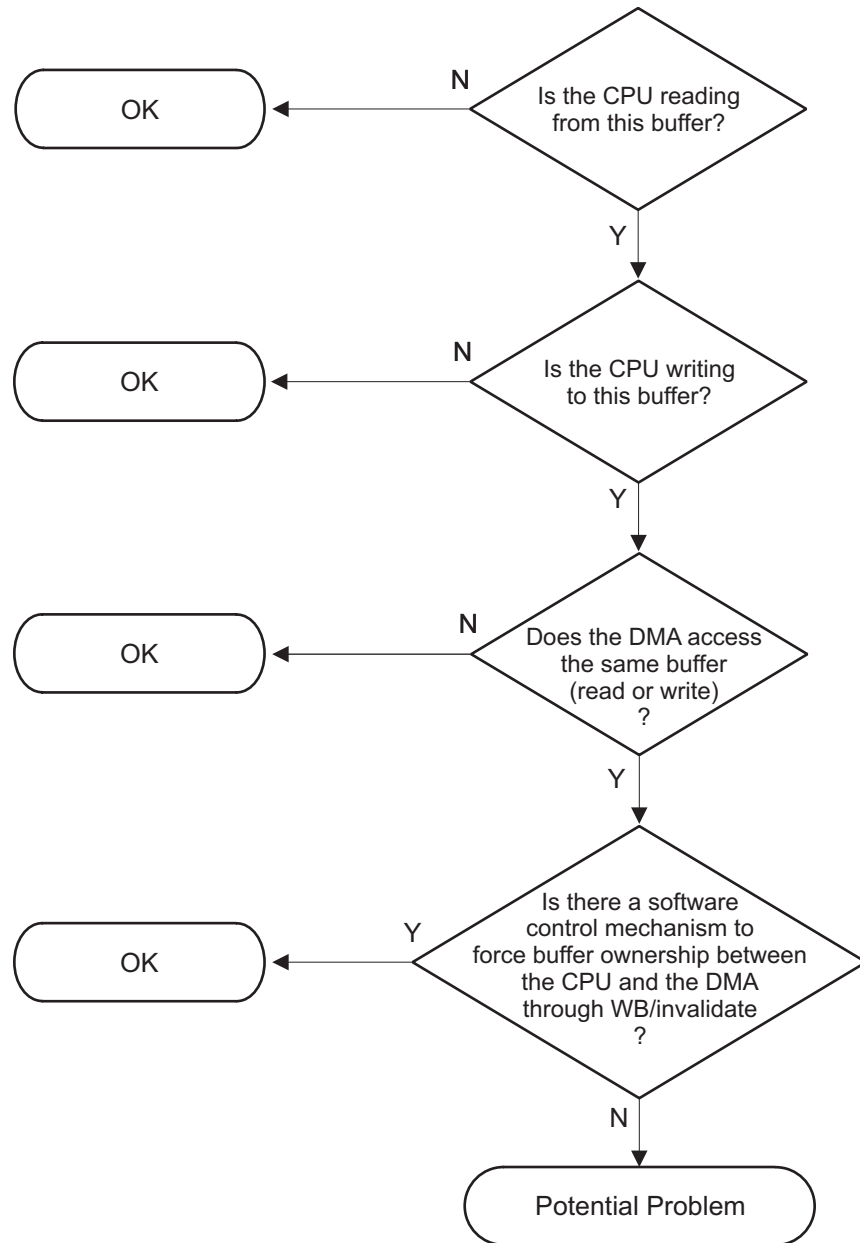 N
OK
Is the CPU reading
from this buffer?
Y
N
OK
Is the CPU writing
to this buffer?
Y
N
OK
Does the DMA access
the same buffer
(read or write)
?
Y
Is there a software
control mechanism to
force buffer ownership between
the CPU and the DMA
through WB/invalidate
?
Y
OK
N
Potential Problem